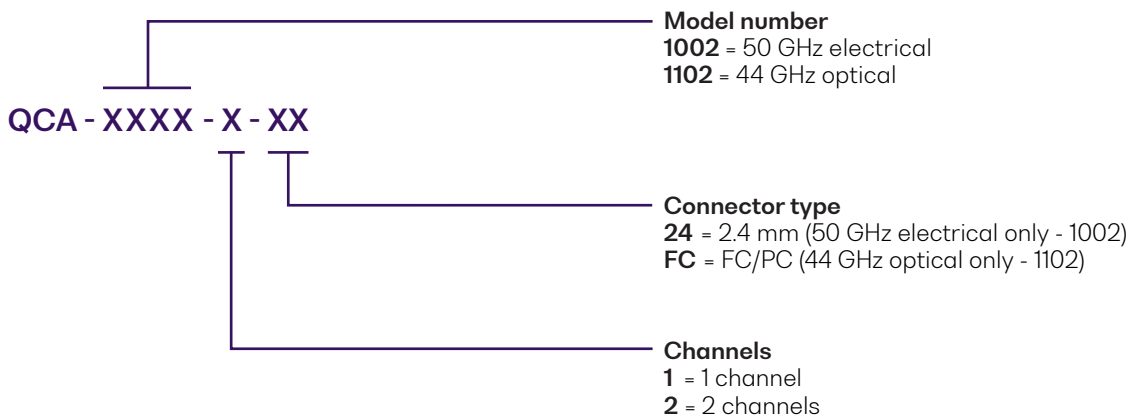 Model number
1002 = 50 GHz electrical
1102 = 44 GHz optical
QCA - XXXX - X - XX
Connector type
24 = 2.4 mm (50 GHz electrical only - 1002)
FC = FC/PC (44 GHz optical only - 1102)
Channels
1 = 1 channel
2 = 2 channels